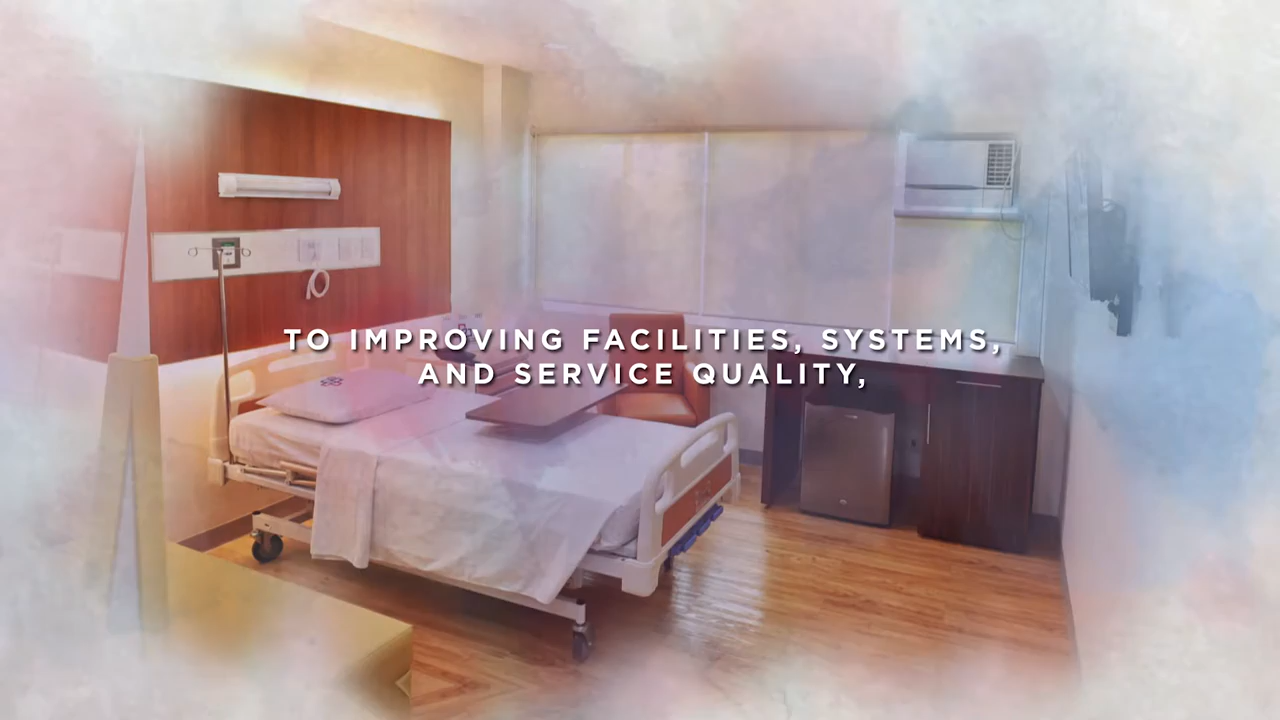 TO IMPROVING FACILITIES, SYSTEMS,
AND SERVICE QUALITY,